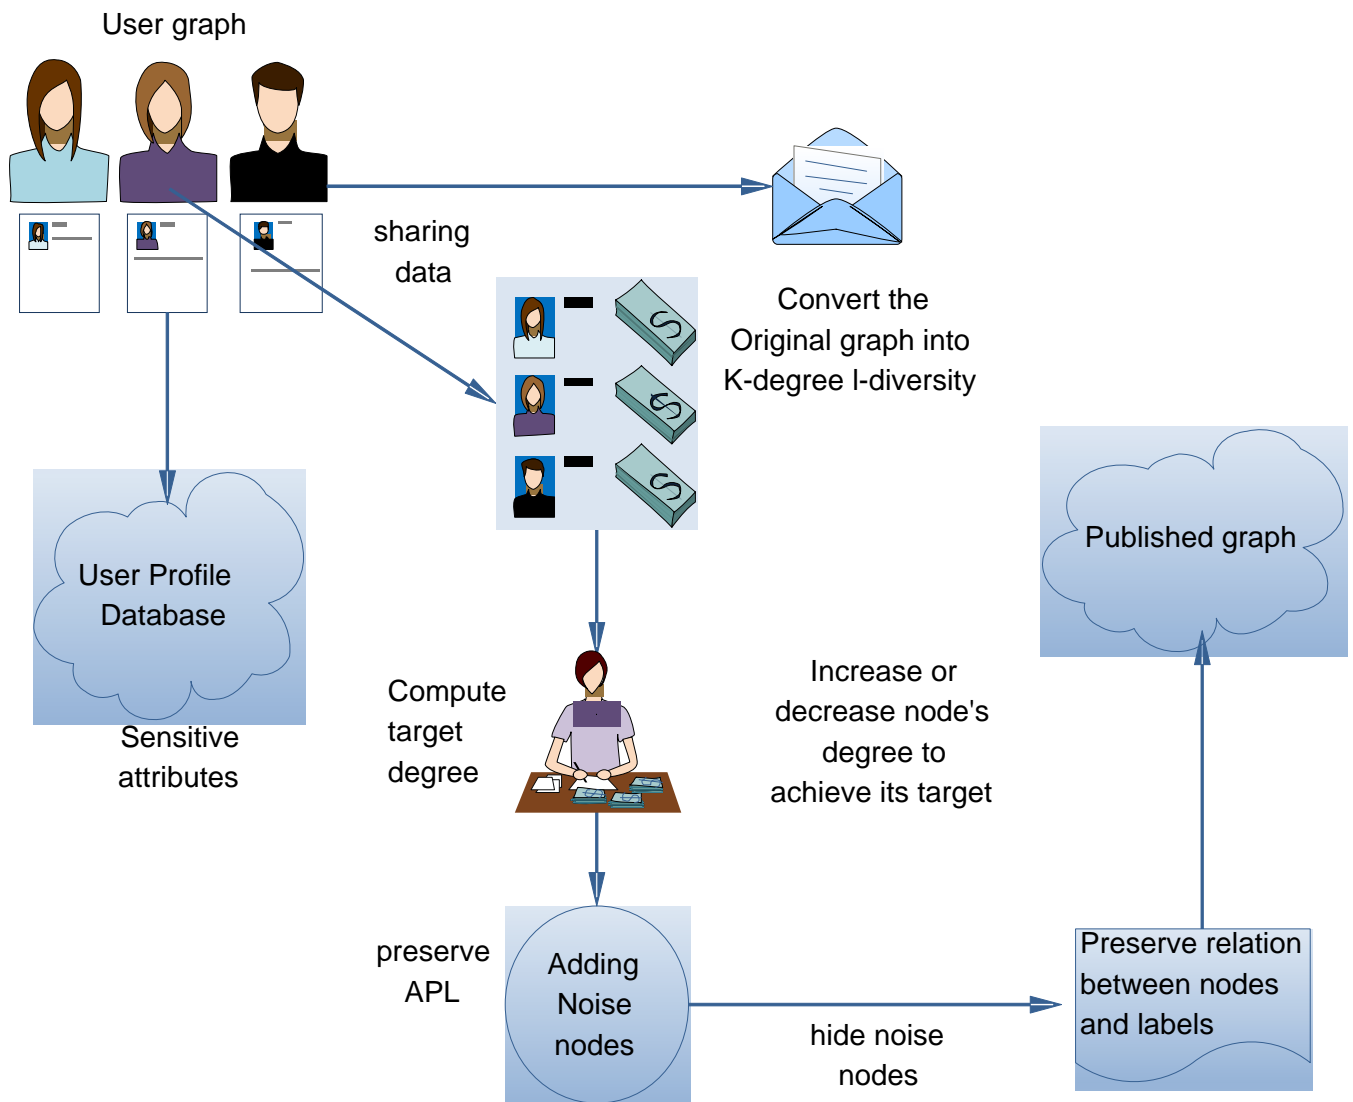 User graph
sharing
data
Convert the
Original graph into
K-degree l-diversity
User Profile
Database
Sensitive
attributes
Published graph
Compute
target
degree
Increase or
decrease node's
degree to
achieve its target
preserve
APL
Adding
Noise
nodes
hide noise
nodes
Preserve relation
between nodes
and labels